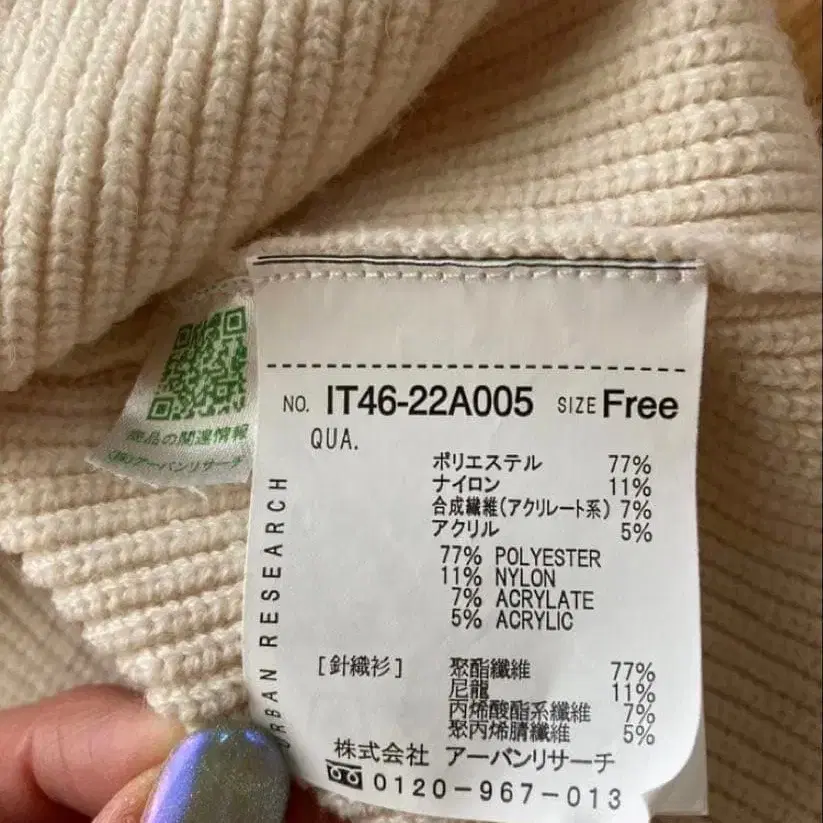 NO. IT46-22A005 SIZE Free
QUA.
ポリエステル 77%
ナイロン 11%
合成繊維(アクリレート系) 7%
アクリル 5%
77% POLYESTER
11% NYLON
7% ACRYLATE
5% ACRYLIC
[針織衫] 聚酯纖維 77%
尼龍 11%
丙烯酸酯系纖維 7%
聚丙烯腈纖維 5%
株式会社 アーバンリサーチ
0120-967-013
URBAN RESEARCH
商品の関連情報
(株)アーバンリサーチ